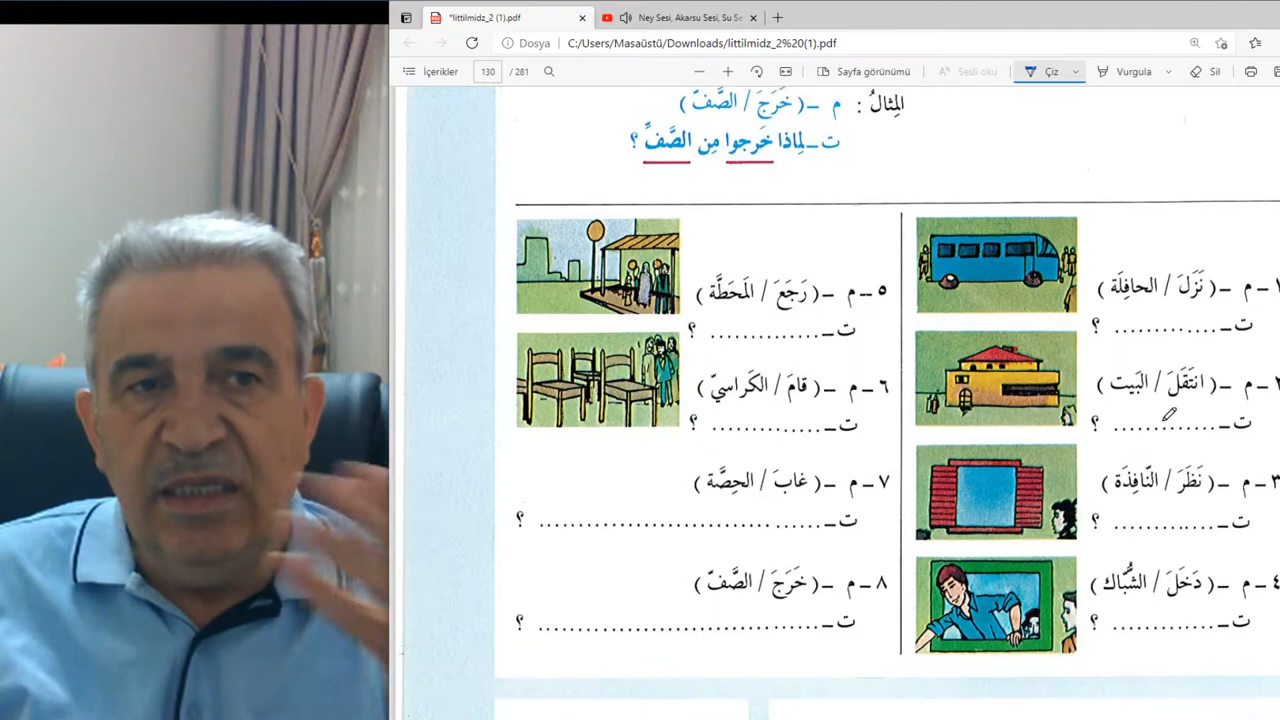 *littilmidz_2 (1).pdf
Ney Sesi, Akarsu Sesi, Su Se
Dosya
C:/Users/Masaüstü/Downloads/littilmidz_2%20(1).pdf
İçerikler
130 / 281
Sayfa görünümü
Sesli oku
Çiz
Vurgula
Sil
المِثالُ : م ـ ( خَرَجَ / الصَّفّ )
ت ـ لِماذا خَرَجوا مِن الصَّفِّ ؟
م ـ ( نَزَلَ / الحافِلَة )
ت ـ .............. ؟
م ـ ( انتَقَلَ / البَيت )
ت ـ .............. ؟
٣ ـ م ـ ( نَظَرَ / النّافِذَة )
ت ـ .............. ؟
٤ ـ م ـ ( دَخَلَ / الشُّبّاك )
ت ـ .............. ؟
٥ ـ م ـ ( رَجَعَ / المَحَطَّة )
ت ـ .............. ؟
٦ ـ م ـ ( قامَ / الكَراسيّ )
ت ـ .............. ؟
٧ ـ م ـ ( غابَ / الحِصَّة )
ت ـ ........................................ ؟
٨ ـ م ـ ( خَرَجَ / الصَّفّ )
ت ـ ........................................ ؟